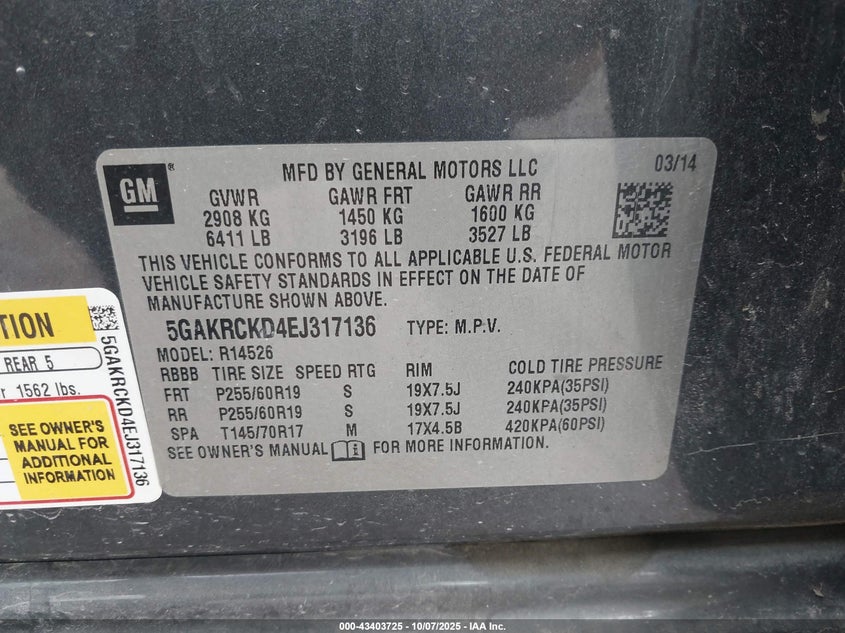 GM
®
MFD BY GENERAL MOTORS LLC
03/14
GVWR GAWR FRT GAWR RR
2908 KG 1450 KG 1600 KG
6411 LB 3196 LB 3527 LB
THIS VEHICLE CONFORMS TO ALL APPLICABLE U.S. FEDERAL MOTOR
VEHICLE SAFETY STANDARDS IN EFFECT ON THE DATE OF
MANUFACTURE SHOWN ABOVE.
5GAKRCKD4EJ317136 TYPE: M.P.V.
MODEL: R14526
RBBB TIRE SIZE SPEED RTG RIM COLD TIRE PRESSURE
FRT P255/60R19 S 19X7.5J 240KPA(35PSI)
RR P255/60R19 S 19X7.5J 240KPA(35PSI)
SPA T145/70R17 M 17X4.5B 420KPA(60PSI)
SEE OWNER'S MANUAL i FOR MORE INFORMATION.
REAR 5
1562 lbs.
SEE OWNER'S
MANUAL FOR
ADDITIONAL
INFORMATION
5GAKRCKD4EJ317136
000-43403725 - 10/07/2025 - IAA Inc.